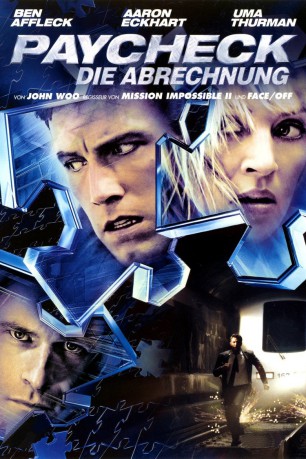 BEN AFFLECK
AARON ECKHART
UMA THURMAN
PAYCHECK
DIE ABRECHNUNG
VON JOHN WOO REGISSEUR VON MISSION IMPOSSIBLE II UND FACE/OFF